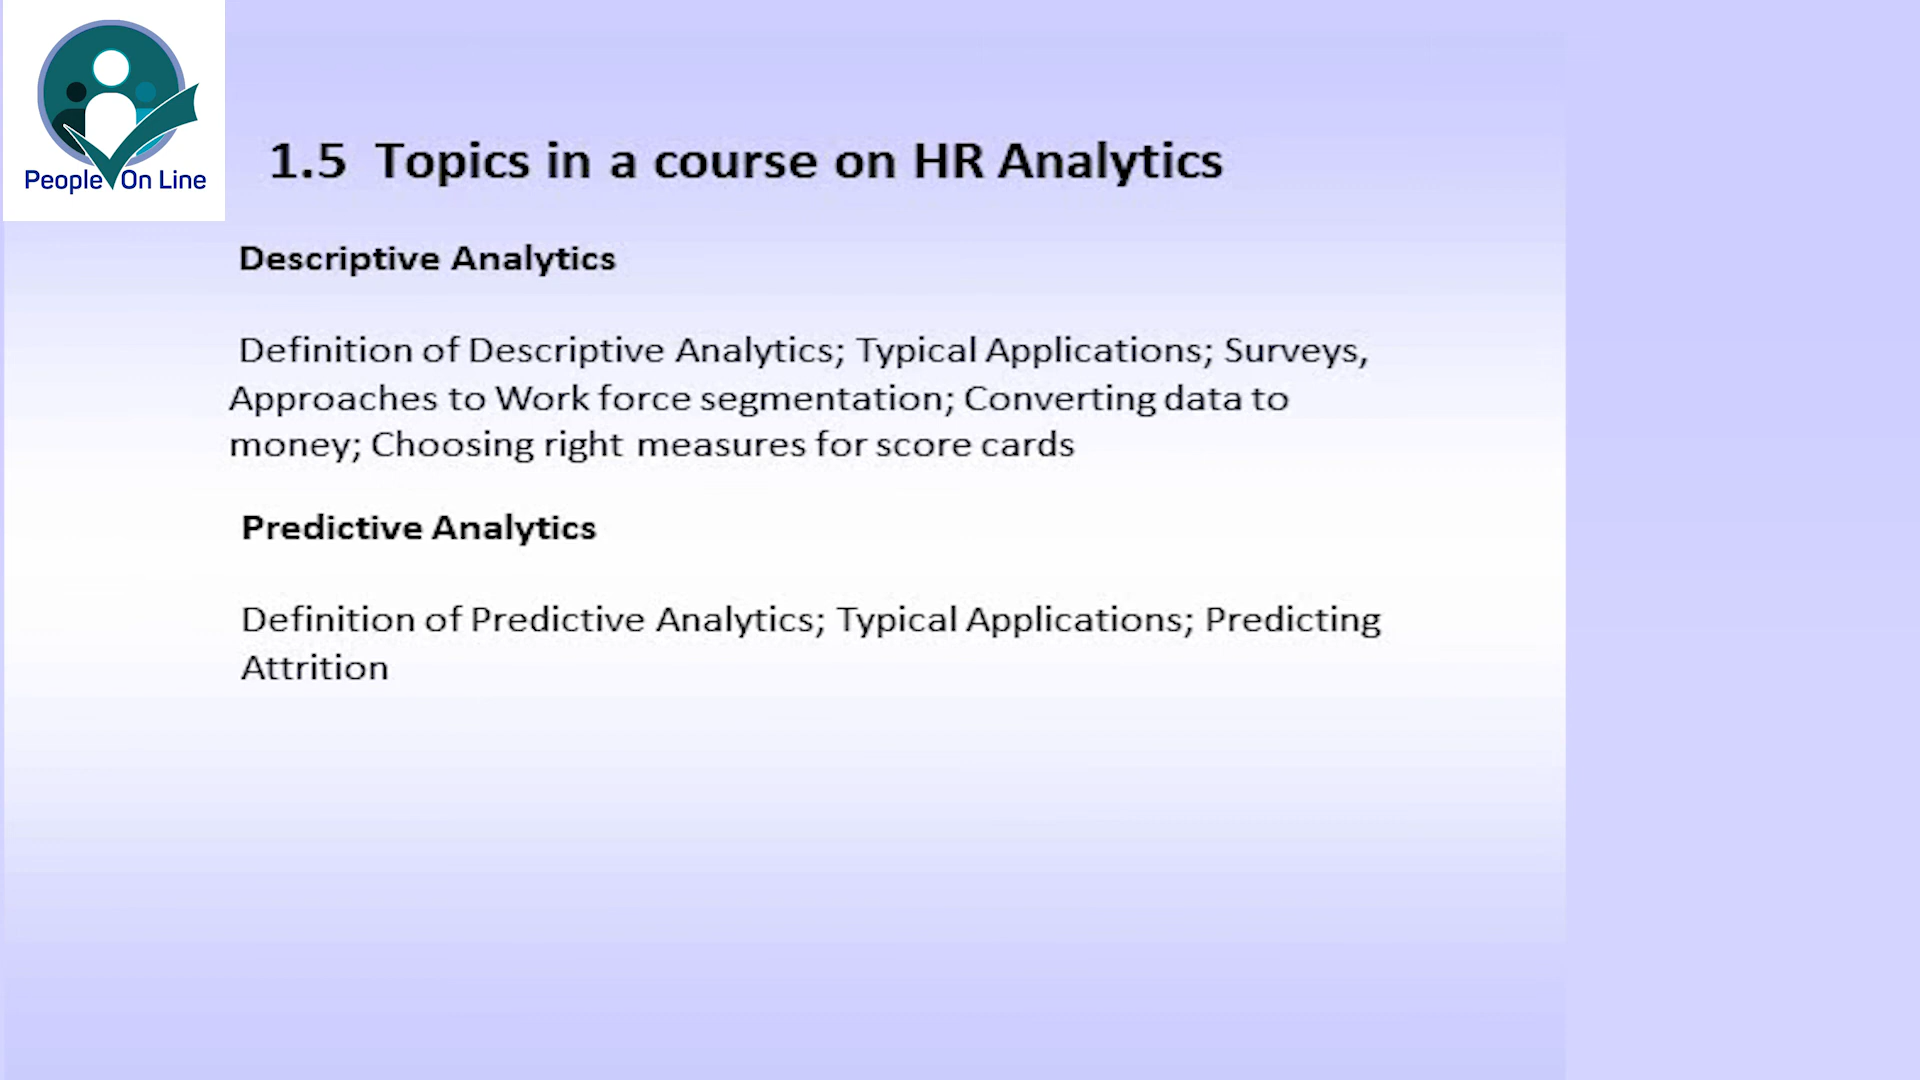 People On Line
1.5 Topics in a course on HR Analytics
Descriptive Analytics
Definition of Descriptive Analytics; Typical Applications; Surveys,
Approaches to Work force segmentation; Converting data to
money; Choosing right measures for score cards
Predictive Analytics
Definition of Predictive Analytics; Typical Applications; Predicting
Attrition